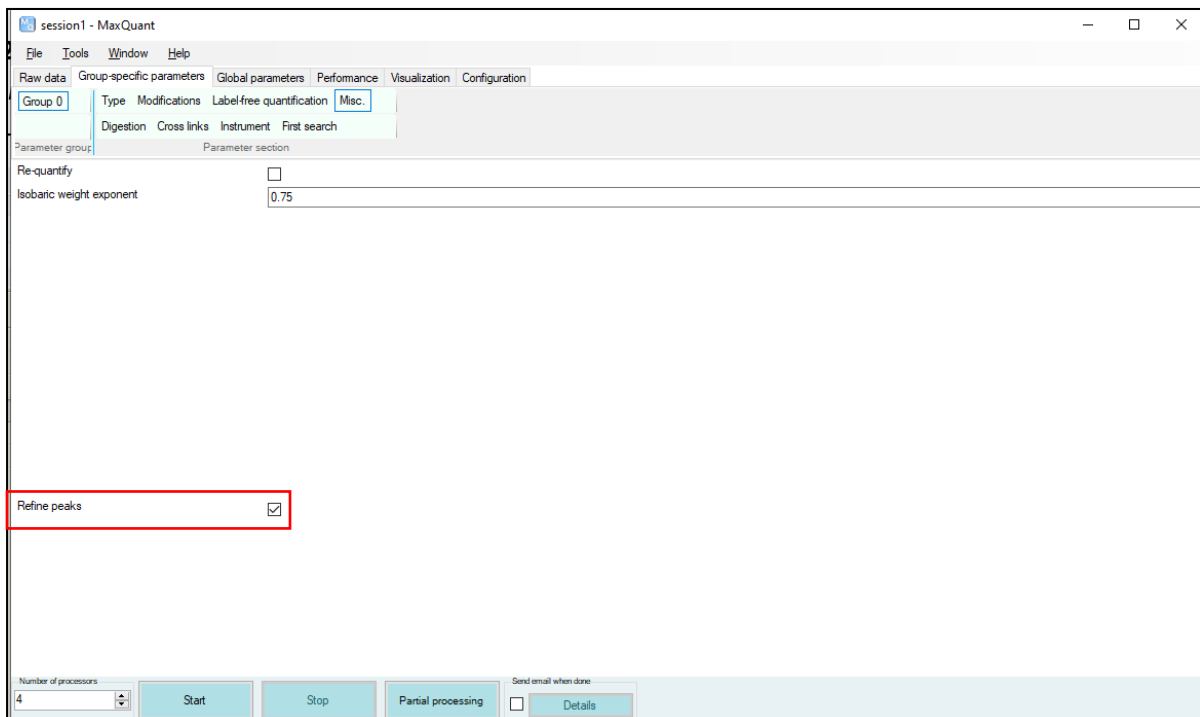 session1 - MaxQuant
File Tools Window Help
Raw data Group-specific parameters Global parameters Performance Visualization Configuration
Group 0 Type Modifications Label-free quantification Misc.
Digestion Cross links Instrument First search
Parameter group Parameter section
Re-quantify
Isobaric weight exponent 0.75
Refine peaks
Number of processors Send email when done
4 Start Stop Partial processing Details